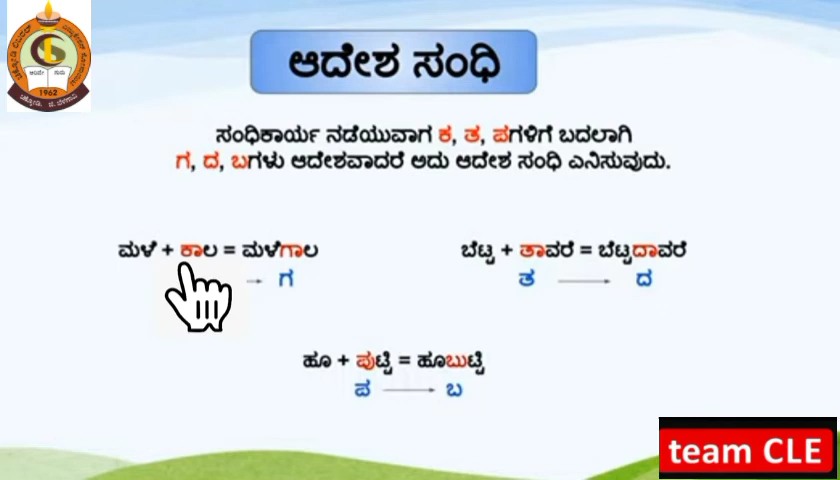 ಆದೇಶ ಸಂಧಿ
ಸಂಧಿಕಾರ್ಯ ನಡೆಯುವಾಗ ಕ, ತ, ಪಗಳಿಗೆ ಬದಲಾಗಿ
ಗ, ದ, ಬಗಳು ಆದೇಶವಾದರೆ ಅದು ಆದೇಶ ಸಂಧಿ ಎನಿಸುವುದು.
ಮಳೆ + ಕಾಲ = ಮಳೆಗಾಲ
→ ಗ
ಬೆಟ್ಟ + ತಾವರೆ = ಬೆಟ್ಟದಾವರೆ
ತ → ದ
ಹೂ + ಪುಟ್ಟಿ = ಹೂಬುಟ್ಟಿ
ಪ → ಬ
1962
team CLE